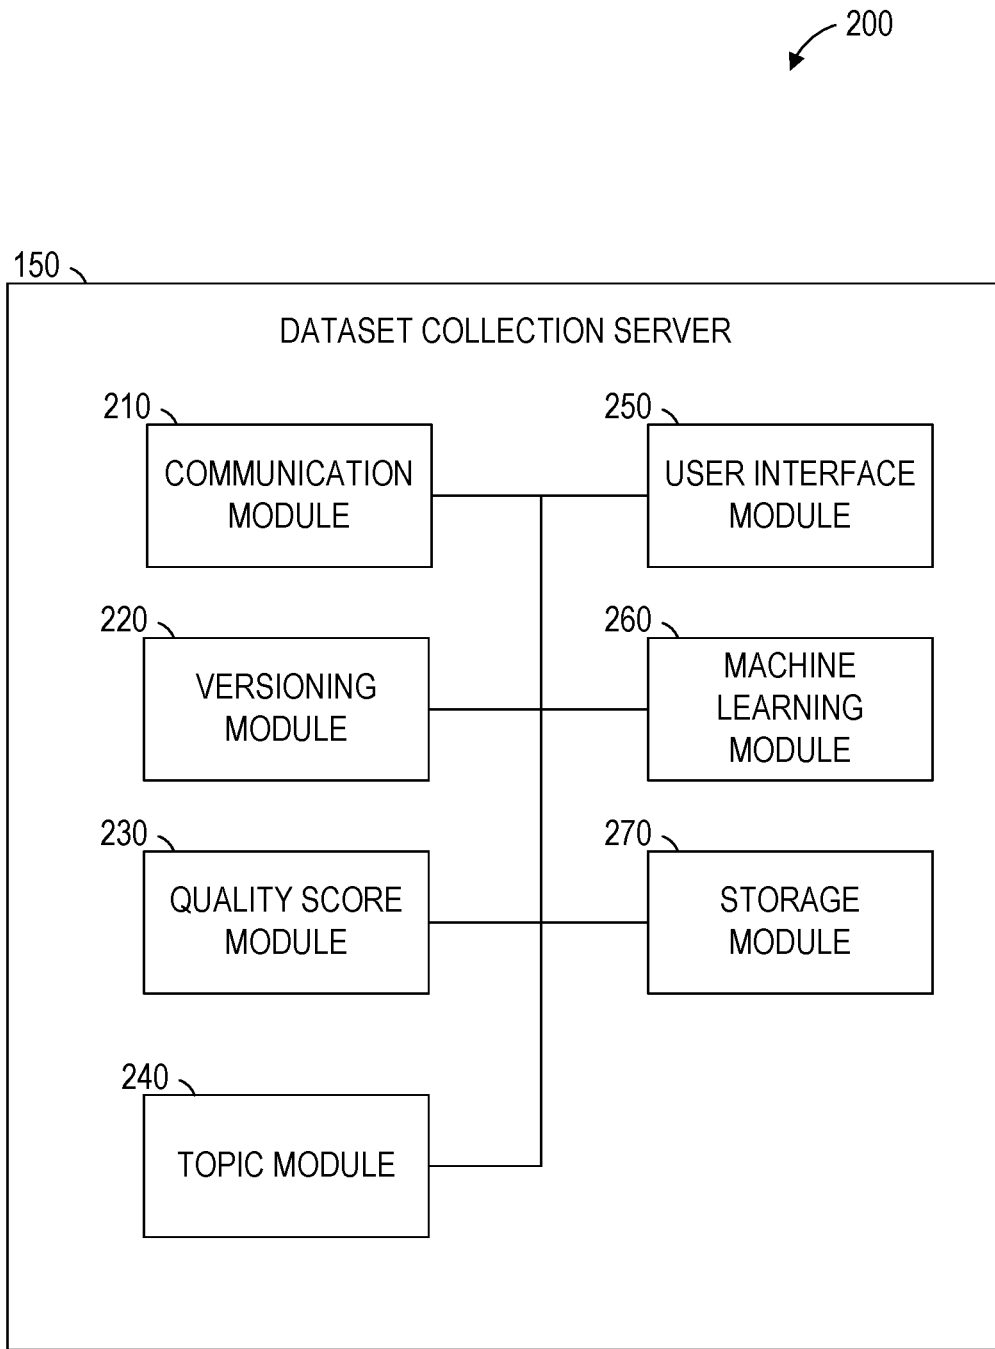 200
150
DATASET COLLECTION SERVER
210
COMMUNICATION
MODULE
250
USER INTERFACE
MODULE
220
VERSIONING
MODULE
260
MACHINE
LEARNING
MODULE
230
QUALITY SCORE
MODULE
270
STORAGE
MODULE
240
TOPIC MODULE